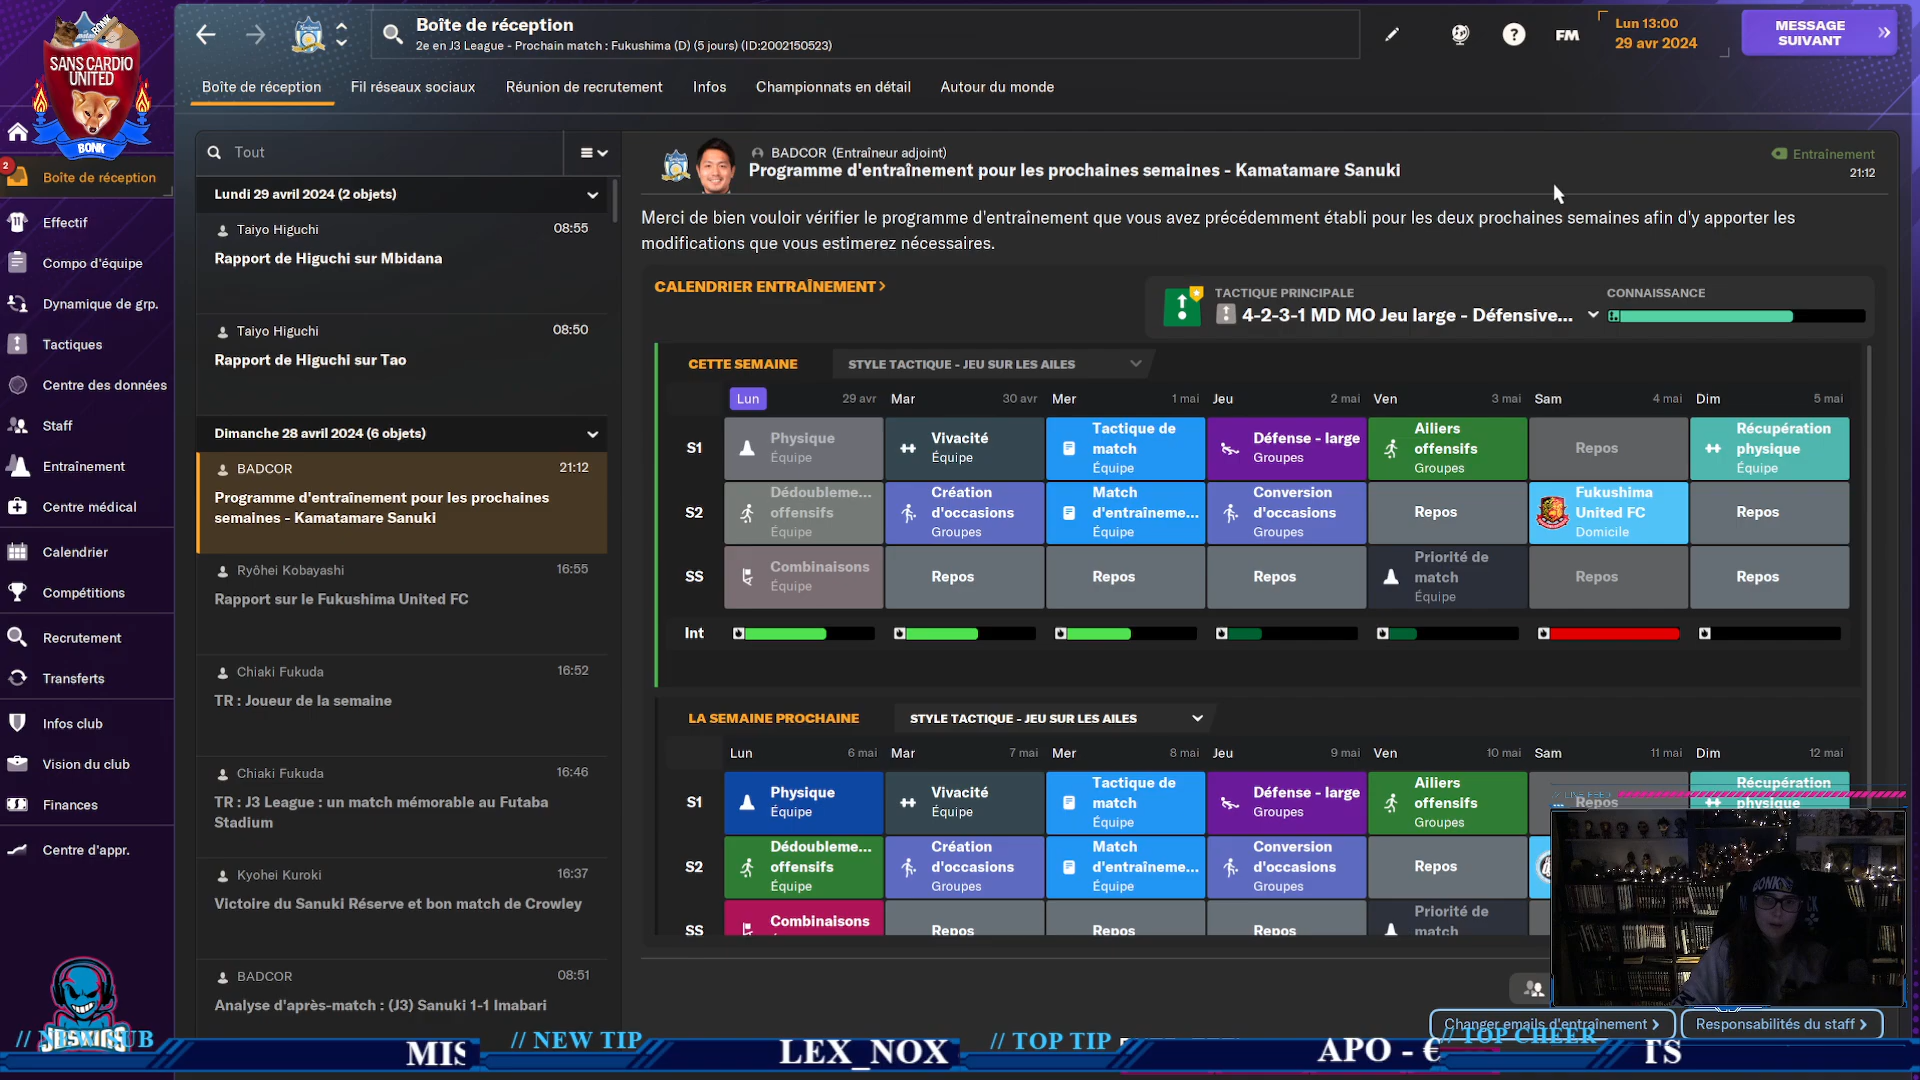 Boîte de réception
2e en J3 League - Prochain match : Fukushima (D) (5 jours) (ID:2002150523)
FM
Lun 13:00
29 avr 2024
MESSAGE
SUIVANT
SANS CARDIO
UNITED
BONK
Boîte de réception
Fil réseaux sociaux
Réunion de recrutement
Infos
Championnats en détail
Autour du monde
2
Boîte de réception
Effectif
Compo d'équipe
Dynamique de grp.
Tactiques
Centre des données
Staff
Entraînement
Centre médical
Calendrier
Compétitions
Recrutement
Transferts
Infos club
Vision du club
Finances
Centre d'appr.
Tout
Lundi 29 avril 2024 (2 objets)
Taiyo Higuchi 08:55
Rapport de Higuchi sur Mbidana
Taiyo Higuchi 08:50
Rapport de Higuchi sur Tao
Dimanche 28 avril 2024 (6 objets)
BADCOR 21:12
Programme d'entraînement pour les prochaines
semaines - Kamatamare Sanuki
Ryôhei Kobayashi 16:55
Rapport sur le Fukushima United FC
Chiaki Fukuda 16:52
TR : Joueur de la semaine
Chiaki Fukuda 16:46
TR : J3 League : un match mémorable au Futaba
Stadium
Kyohei Kuroki 16:37
Victoire du Sanuki Réserve et bon match de Crowley
BADCOR 08:51
Analyse d'après-match : (J3) Sanuki 1-1 Imabari
BADCOR (Entraîneur adjoint)
Programme d'entraînement pour les prochaines semaines - Kamatamare Sanuki
Entraînement
21:12
Merci de bien vouloir vérifier le programme d'entraînement que vous avez précédemment établi pour les deux prochaines semaines afin d'y apporter les
modifications que vous estimerez nécessaires.
CALENDRIER ENTRAÎNEMENT >
TACTIQUE PRINCIPALE
4-2-3-1 MD MO Jeu large - Défensive...
CONNAISSANCE
CETTE SEMAINE
STYLE TACTIQUE - JEU SUR LES AILES
Lun 29 avr Mar 30 avr Mer 1 mai Jeu 2 mai Ven 3 mai Sam 4 mai Dim 5 mai
S1
Physique
Équipe
Vivacité
Équipe
Tactique de
match
Équipe
Défense - large
Groupes
Ailiers
offensifs
Groupes
Repos
Récupération
physique
Équipe
S2
Dédoubleme...
offensifs
Équipe
Création
d'occasions
Groupes
Match
d'entraîneme...
Équipe
Conversion
d'occasions
Groupes
Repos
Fukushima
United FC
Domicile
Repos
SS
Combinaisons
Équipe
Repos
Repos
Repos
Priorité de
match
Équipe
Repos
Repos
Int
LA SEMAINE PROCHAINE
STYLE TACTIQUE - JEU SUR LES AILES
Lun 6 mai Mar 7 mai Mer 8 mai Jeu 9 mai Ven 10 mai Sam 11 mai Dim 12 mai
S1
Physique
Équipe
Vivacité
Équipe
Tactique de
match
Équipe
Défense - large
Groupes
Ailiers
offensifs
Groupes
Repos
Récupération
physique
S2
Dédoubleme...
offensifs
Équipe
Création
d'occasions
Groupes
Match
d'entraîneme...
Équipe
Conversion
d'occasions
Groupes
Repos
SS
Combinaisons
Repos
Repos
Repos
Priorité de
match
BONK
Changer emails d'entraînement >
Responsabilités du staff >
// NEW SUB
// NEW TIP
// TOP TIP
// TOP CHEER
MIS
LEX_NOX
APO - €
TS